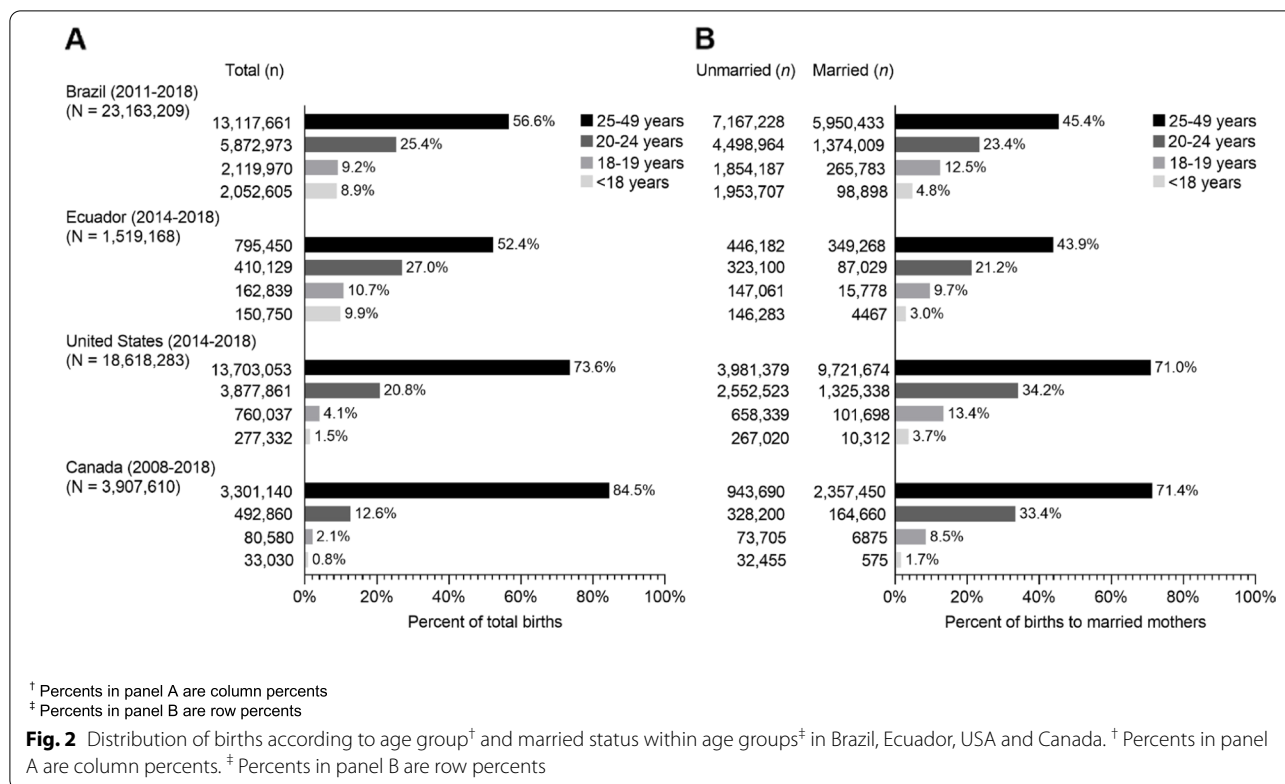 A
B
Total (n)
Unmarried (n) Married (n)
Brazil (2011-2018)
(N = 23,163,209)
13,117,661 56.6% 25-49 years 7,167,228 5,950,433 45.4% 25-49 years
5,872,973 25.4% 20-24 years 4,498,964 1,374,009 23.4% 20-24 years
2,119,970 9.2% 18-19 years 1,854,187 265,783 12.5% 18-19 years
2,052,605 8.9% <18 years 1,953,707 98,898 4.8% <18 years
Ecuador (2014-2018)
(N = 1,519,168)
795,450 52.4% 446,182 349,268 43.9%
410,129 27.0% 323,100 87,029 21.2%
162,839 10.7% 147,061 15,778 9.7%
150,750 9.9% 146,283 4467 3.0%
United States (2014-2018)
(N = 18,618,283)
13,703,053 73.6% 3,981,379 9,721,674 71.0%
3,877,861 20.8% 2,552,523 1,325,338 34.2%
760,037 4.1% 658,339 101,698 13.4%
277,332 1.5% 267,020 10,312 3.7%
Canada (2008-2018)
(N = 3,907,610)
3,301,140 84.5% 943,690 2,357,450 71.4%
492,860 12.6% 328,200 164,660 33.4%
80,580 2.1% 73,705 6875 8.5%
33,030 0.8% 32,455 575 1.7%
0% 20% 40% 60% 80% 100% 0% 20% 40% 60% 80% 100%
Percent of total births Percent of births to married mothers
† Percents in panel A are column percents
‡ Percents in panel B are row percents
Fig. 2 Distribution of births according to age group† and married status within age groups‡ in Brazil, Ecuador, USA and Canada. † Percents in panel
A are column percents. ‡ Percents in panel B are row percents